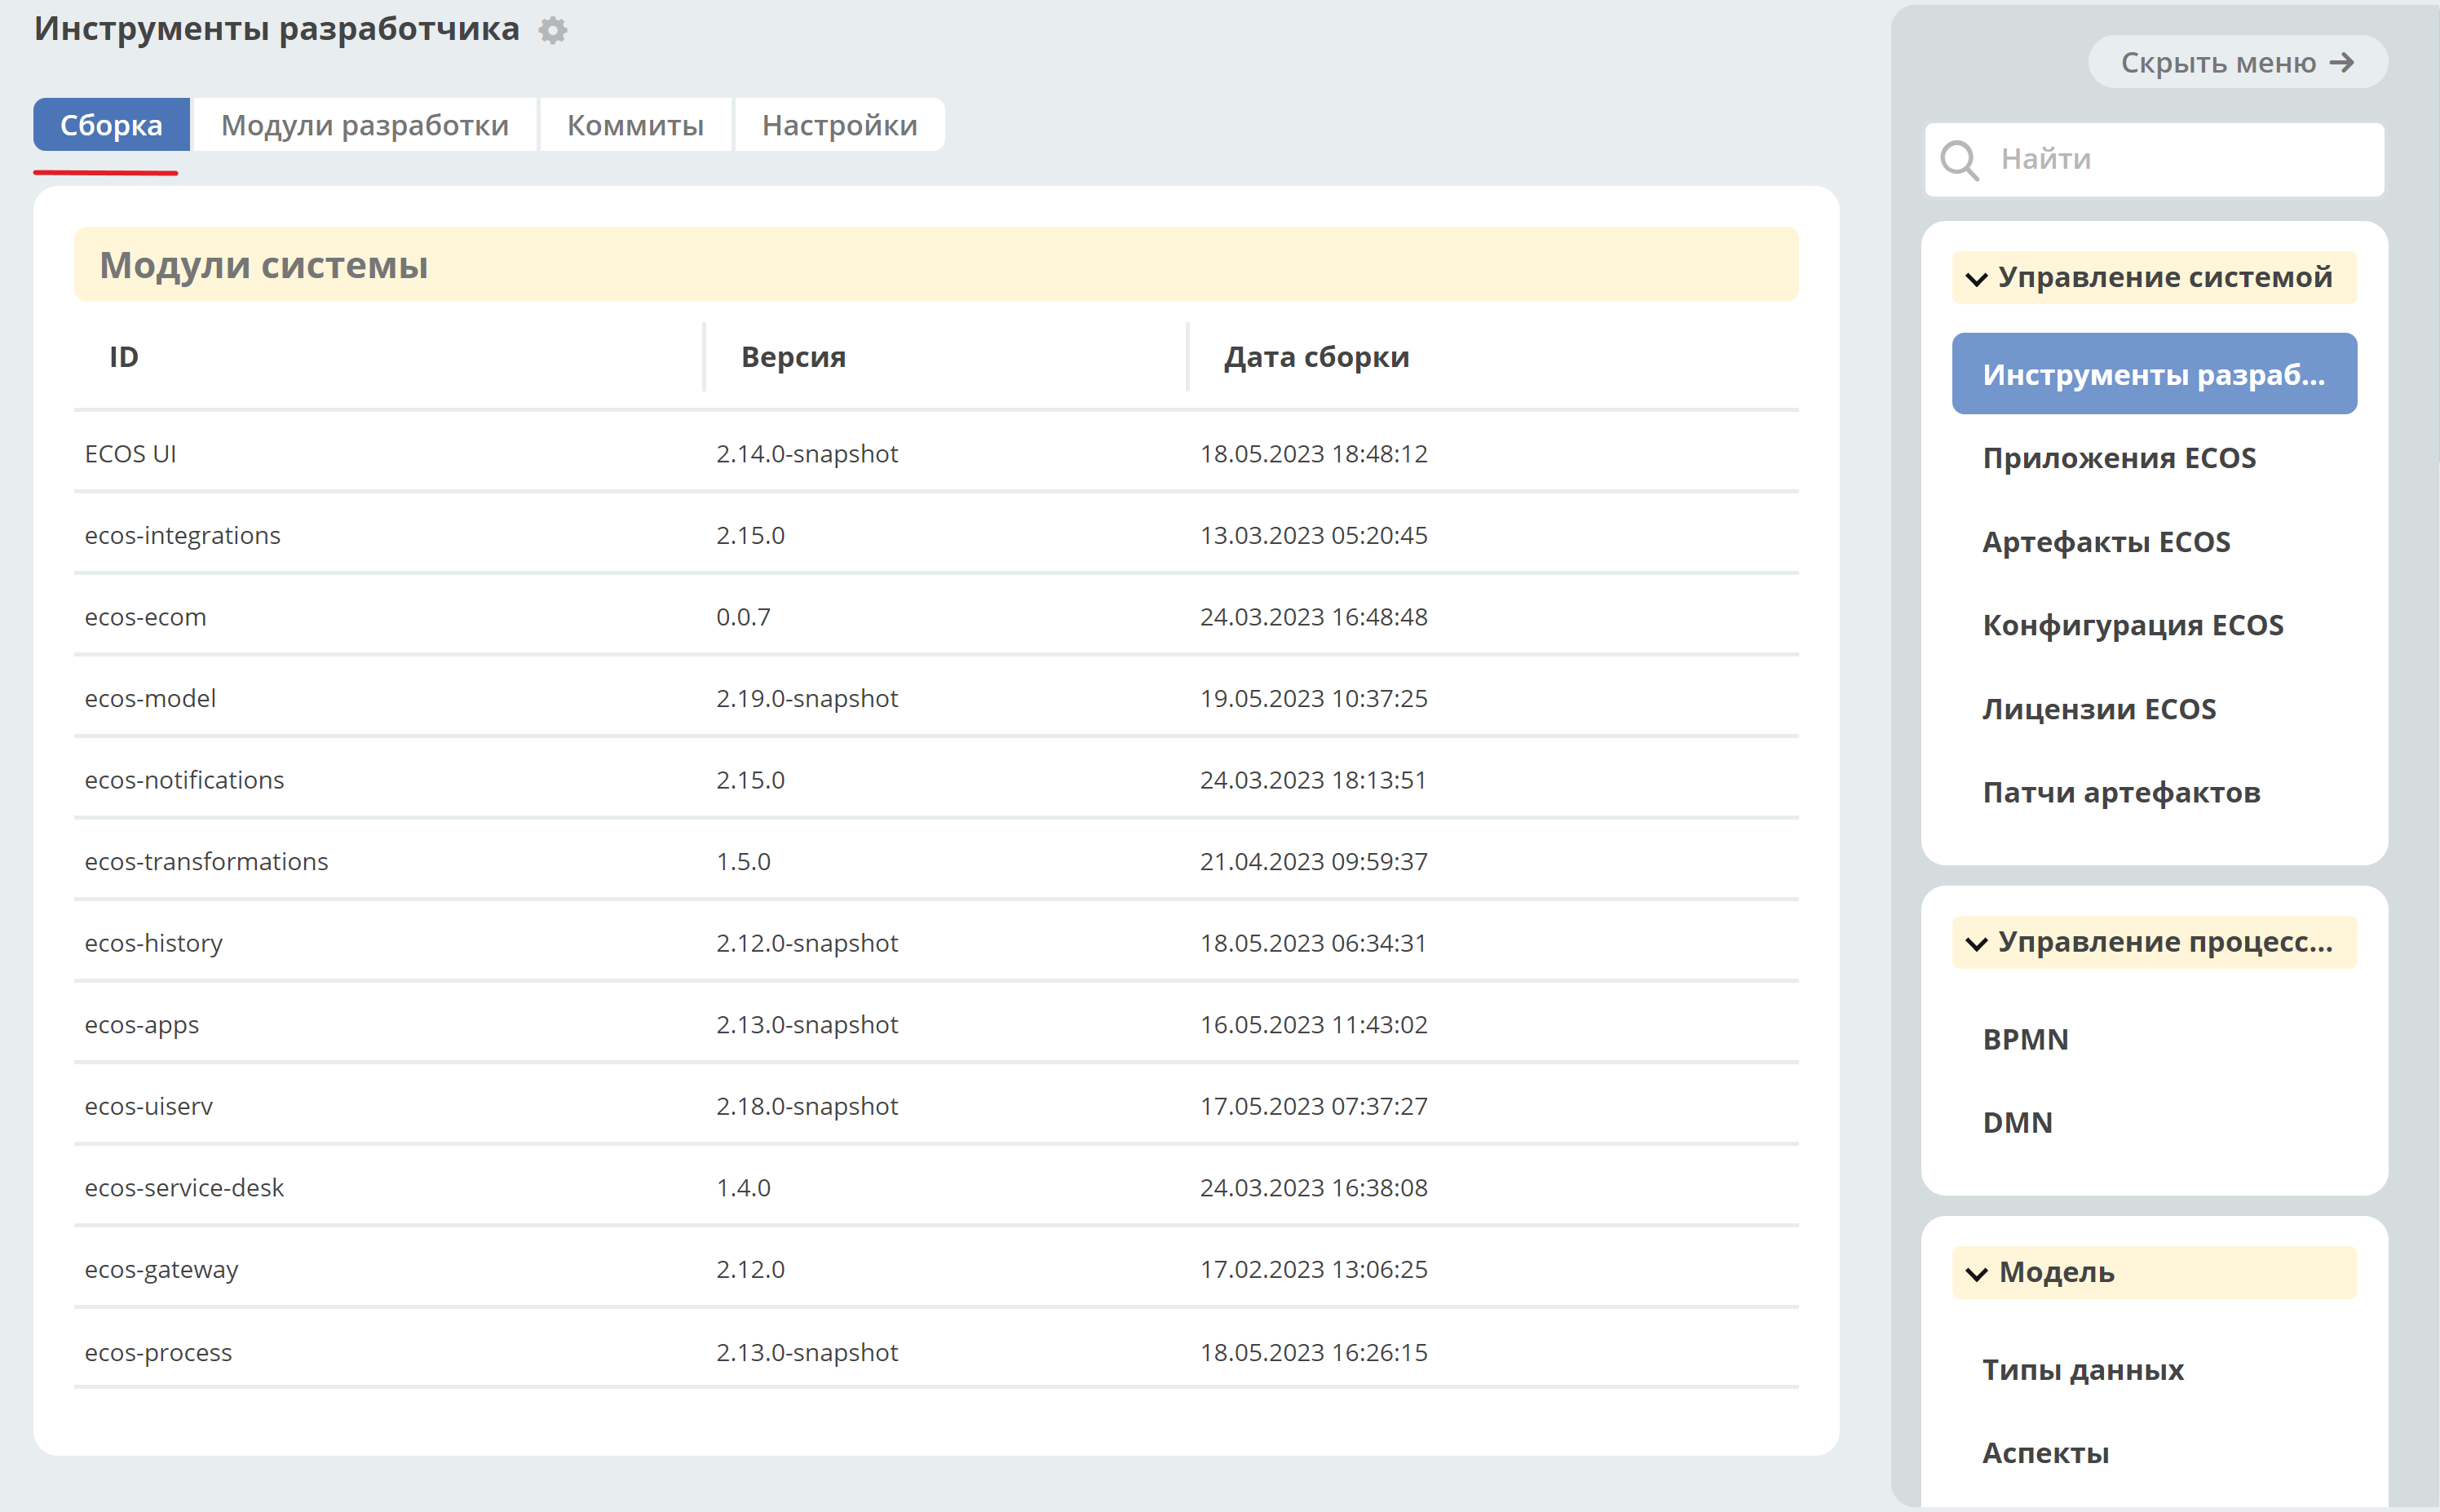 Инструменты разработчика
Сборка Модули разработки Коммиты Настройки
Модули системы
ID Версия Дата сборки
ECOS UI 2.14.0-snapshot 18.05.2023 18:48:12
ecos-integrations 2.15.0 13.03.2023 05:20:45
ecos-ecom 0.0.7 24.03.2023 16:48:48
ecos-model 2.19.0-snapshot 19.05.2023 10:37:25
ecos-notifications 2.15.0 24.03.2023 18:13:51
ecos-transformations 1.5.0 21.04.2023 09:59:37
ecos-history 2.12.0-snapshot 18.05.2023 06:34:31
ecos-apps 2.13.0-snapshot 16.05.2023 11:43:02
ecos-uiserv 2.18.0-snapshot 17.05.2023 07:37:27
ecos-service-desk 1.4.0 24.03.2023 16:38:08
ecos-gateway 2.12.0 17.02.2023 13:06:25
ecos-process 2.13.0-snapshot 18.05.2023 16:26:15
Скрыть меню →
Найти
Управление системой
Инструменты разраб...
Приложения ECOS
Артефакты ECOS
Конфигурация ECOS
Лицензии ECOS
Патчи артефактов
Управление процесс...
BPMN
DMN
Модель
Типы данных
Аспекты